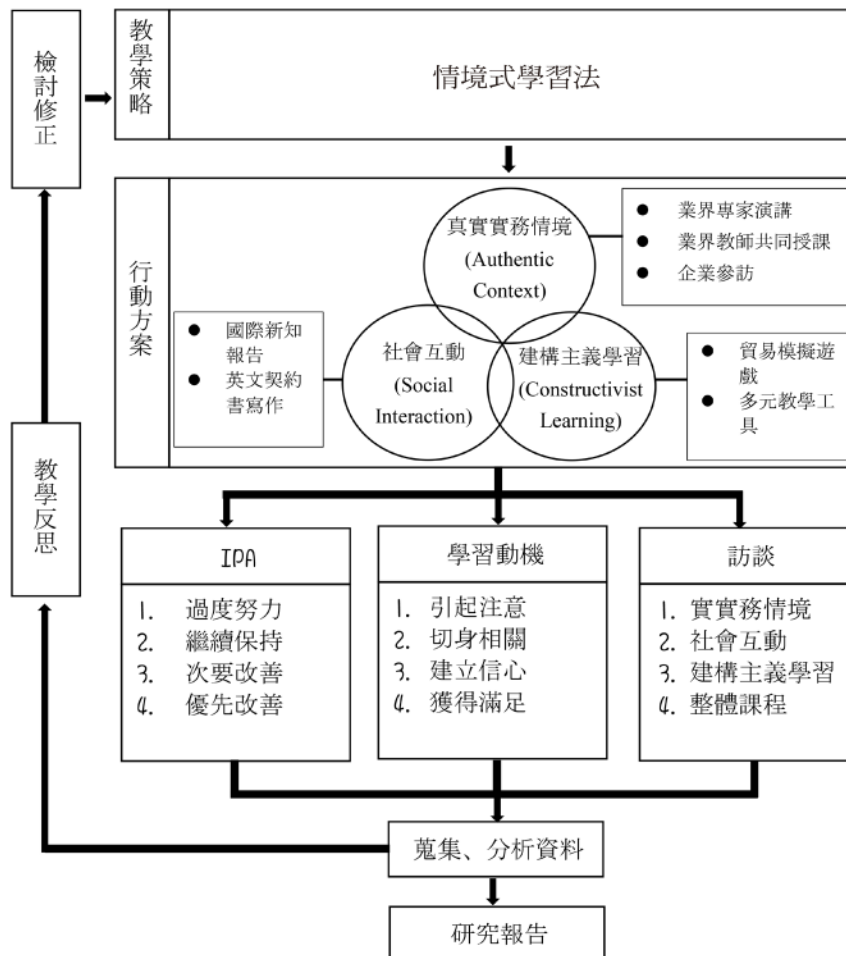 檢討修正
教學策略
情境式學習法
行動方案
真實實務情境
(Authentic
Context)
● 業界專家演講
● 業界教師共同授課
● 企業參訪
● 國際新知
報告
● 英文契約
書寫作
社會互動
(Social
Interaction)
建構主義學習
(Constructivist
Learning)
● 貿易模擬遊
戲
● 多元教學工
具
教學反思
IPA
1. 過度努力
2. 繼續保持
3. 次要改善
4. 優先改善
學習動機
1. 引起注意
2. 切身相關
3. 建立信心
4. 獲得滿足
訪談
1. 實實務情境
2. 社會互動
3. 建構主義學習
4. 整體課程
蒐集、分析資料
研究報告